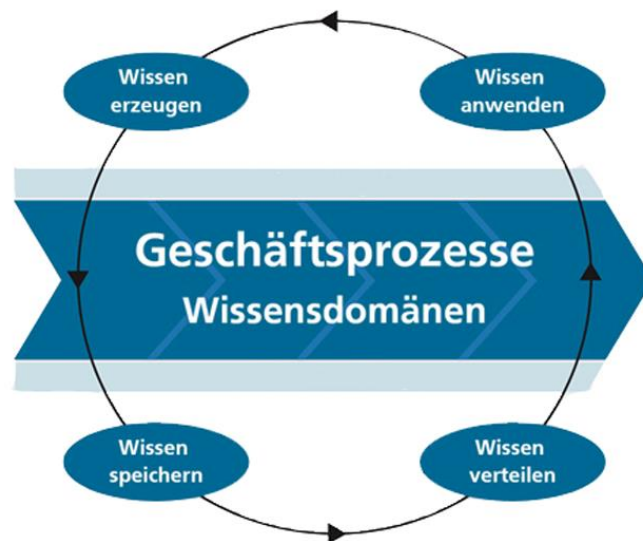 Wissen
erzeugen
Wissen
anwenden
Geschäftsprozesse
Wissensdomänen
Wissen
speichern
Wissen
verteilen